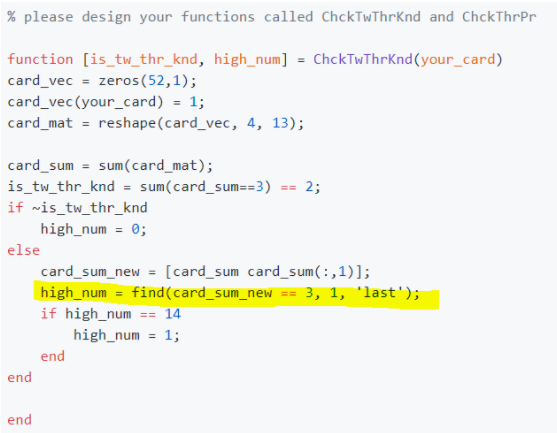 % please design your functions called ChckTwThrKnd and ChckThrPr
function [is_tw_thr_knd, high_num] = ChckTwThrKnd(your_card)
card_vec = zeros(52,1);
card_vec(your_card) = 1;
card_mat = reshape(card_vec, 4, 13);
card_sum = sum(card_mat);
is_tw_thr_knd = sum(card_sum==3) == 2;
if ~is_tw_thr_knd
    high_num = 0;
else
    card_sum_new = [card_sum card_sum(:,1)];
    high_num = find(card_sum_new == 3, 1, 'last');
    if high_num == 14
        high_num = 1;
    end
end
end